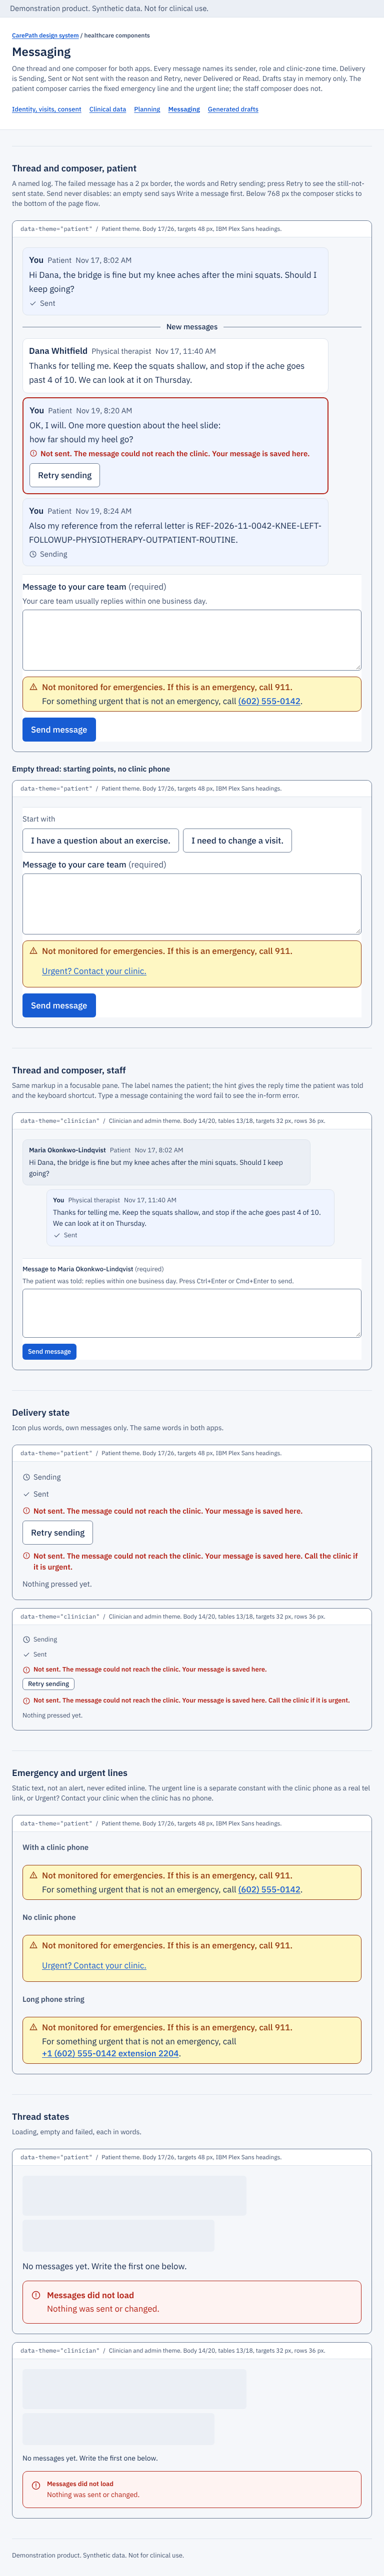 Demonstration product. Synthetic data. Not for clinical use.
CarePath design system / healthcare components
Messaging
One thread and one composer for both apps. Every message names its sender, role and clinic-zone time. Delivery
is Sending, Sent or Not sent with the reason and Retry, never Delivered or Read. Drafts stay in memory only. The
patient composer carries the fixed emergency line and the urgent line; the staff composer does not.
Identity, visits, consent Clinical data Planning Messaging Generated drafts
Thread and composer, patient
A named log. The failed message has a 2 px border, the words and Retry sending; press Retry to see the still-not-
sent state. Send never disables: an empty send says Write a message first. Below 768 px the composer sticks to
the bottom of the page flow.
data-theme="patient" / Patient theme. Body 17/26, targets 48 px, IBM Plex Sans headings.
You Patient Nov 17, 8:02 AM
Hi Dana, the bridge is fine but my knee aches after the mini squats. Should I
keep going?
Sent
New messages
Dana Whitfield Physical therapist Nov 17, 11:40 AM
Thanks for telling me. Keep the squats shallow, and stop if the ache goes
past 4 of 10. We can look at it on Thursday.
You Patient Nov 19, 8:20 AM
OK, I will. One more question about the heel slide:
how far should my heel go?
Not sent. The message could not reach the clinic. Your message is saved here.
Retry sending
You Patient Nov 19, 8:24 AM
Also my reference from the referral letter is REF-2026-11-0042-KNEE-LEFT-
FOLLOWUP-PHYSIOTHERAPY-OUTPATIENT-ROUTINE.
Sending
Message to your care team (required)
Your care team usually replies within one business day.
Not monitored for emergencies. If this is an emergency, call 911.
For something urgent that is not an emergency, call (602) 555-0142.
Send message
Empty thread: starting points, no clinic phone
data-theme="patient" / Patient theme. Body 17/26, targets 48 px, IBM Plex Sans headings.
Start with
I have a question about an exercise. I need to change a visit.
Message to your care team (required)
Not monitored for emergencies. If this is an emergency, call 911.
Urgent? Contact your clinic.
Send message
Thread and composer, staff
Same markup in a focusable pane. The label names the patient; the hint gives the reply time the patient was told
and the keyboard shortcut. Type a message containing the word fail to see the in-form error.
data-theme="clinician" / Clinician and admin theme. Body 14/20, tables 13/18, targets 32 px, rows 36 px.
Maria Okonkwo-Lindqvist Patient Nov 17, 8:02 AM
Hi Dana, the bridge is fine but my knee aches after the mini squats. Should I keep
going?
You Physical therapist Nov 17, 11:40 AM
Thanks for telling me. Keep the squats shallow, and stop if the ache goes past 4 of 10.
We can look at it on Thursday.
Sent
Message to Maria Okonkwo-Lindqvist (required)
The patient was told: replies within one business day. Press Ctrl+Enter or Cmd+Enter to send.
Send message
Delivery state
Icon plus words, own messages only. The same words in both apps.
data-theme="patient" / Patient theme. Body 17/26, targets 48 px, IBM Plex Sans headings.
Sending
Sent
Not sent. The message could not reach the clinic. Your message is saved here.
Retry sending
Not sent. The message could not reach the clinic. Your message is saved here. Call the clinic if
it is urgent.
Nothing pressed yet.
data-theme="clinician" / Clinician and admin theme. Body 14/20, tables 13/18, targets 32 px, rows 36 px.
Sending
Sent
Not sent. The message could not reach the clinic. Your message is saved here.
Retry sending
Not sent. The message could not reach the clinic. Your message is saved here. Call the clinic if it is urgent.
Nothing pressed yet.
Emergency and urgent lines
Static text, not an alert, never edited inline. The urgent line is a separate constant with the clinic phone as a real tel
link, or Urgent? Contact your clinic when the clinic has no phone.
data-theme="patient" / Patient theme. Body 17/26, targets 48 px, IBM Plex Sans headings.
With a clinic phone
Not monitored for emergencies. If this is an emergency, call 911.
For something urgent that is not an emergency, call (602) 555-0142.
No clinic phone
Not monitored for emergencies. If this is an emergency, call 911.
Urgent? Contact your clinic.
Long phone string
Not monitored for emergencies. If this is an emergency, call 911.
For something urgent that is not an emergency, call
+1 (602) 555-0142 extension 2204.
Thread states
Loading, empty and failed, each in words.
data-theme="patient" / Patient theme. Body 17/26, targets 48 px, IBM Plex Sans headings.
No messages yet. Write the first one below.
Messages did not load
Nothing was sent or changed.
data-theme="clinician" / Clinician and admin theme. Body 14/20, tables 13/18, targets 32 px, rows 36 px.
No messages yet. Write the first one below.
Messages did not load
Nothing was sent or changed.
Demonstration product. Synthetic data. Not for clinical use.